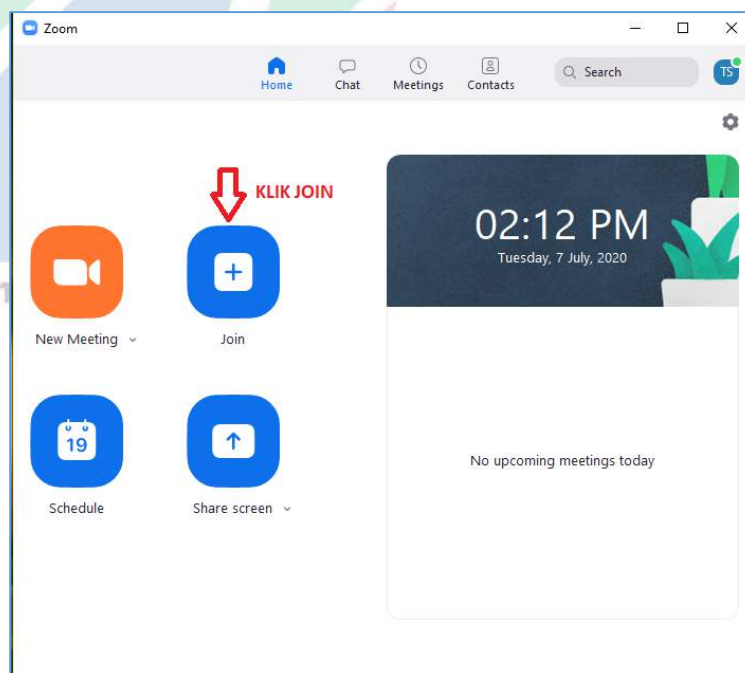 Zoom
Home Chat Meetings Contacts Search TS
KLIK JOIN
02:12 PM
Tuesday, 7 July, 2020
New Meeting Join
19
Schedule Share screen
No upcoming meetings today